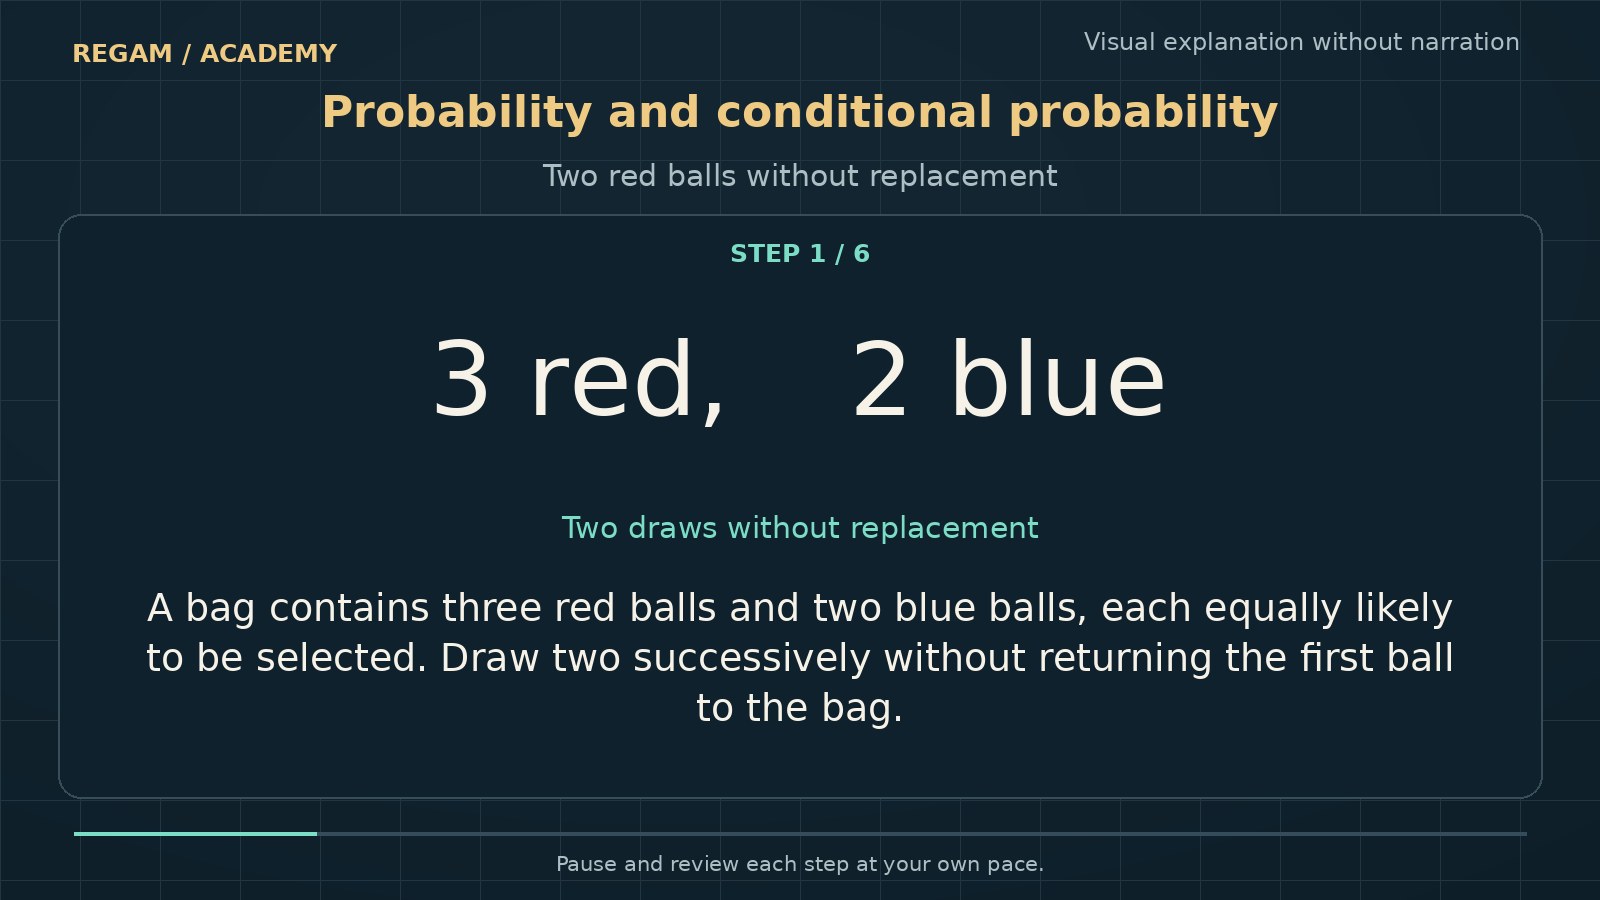 REGAM / ACADEMY
Visual explanation without narration
Probability and conditional probability
Two red balls without replacement
STEP 1 / 6
3 red, 2 blue
Two draws without replacement
A bag contains three red balls and two blue balls, each equally likely
to be selected. Draw two successively without returning the first ball
to the bag.
Pause and review each step at your own pace.